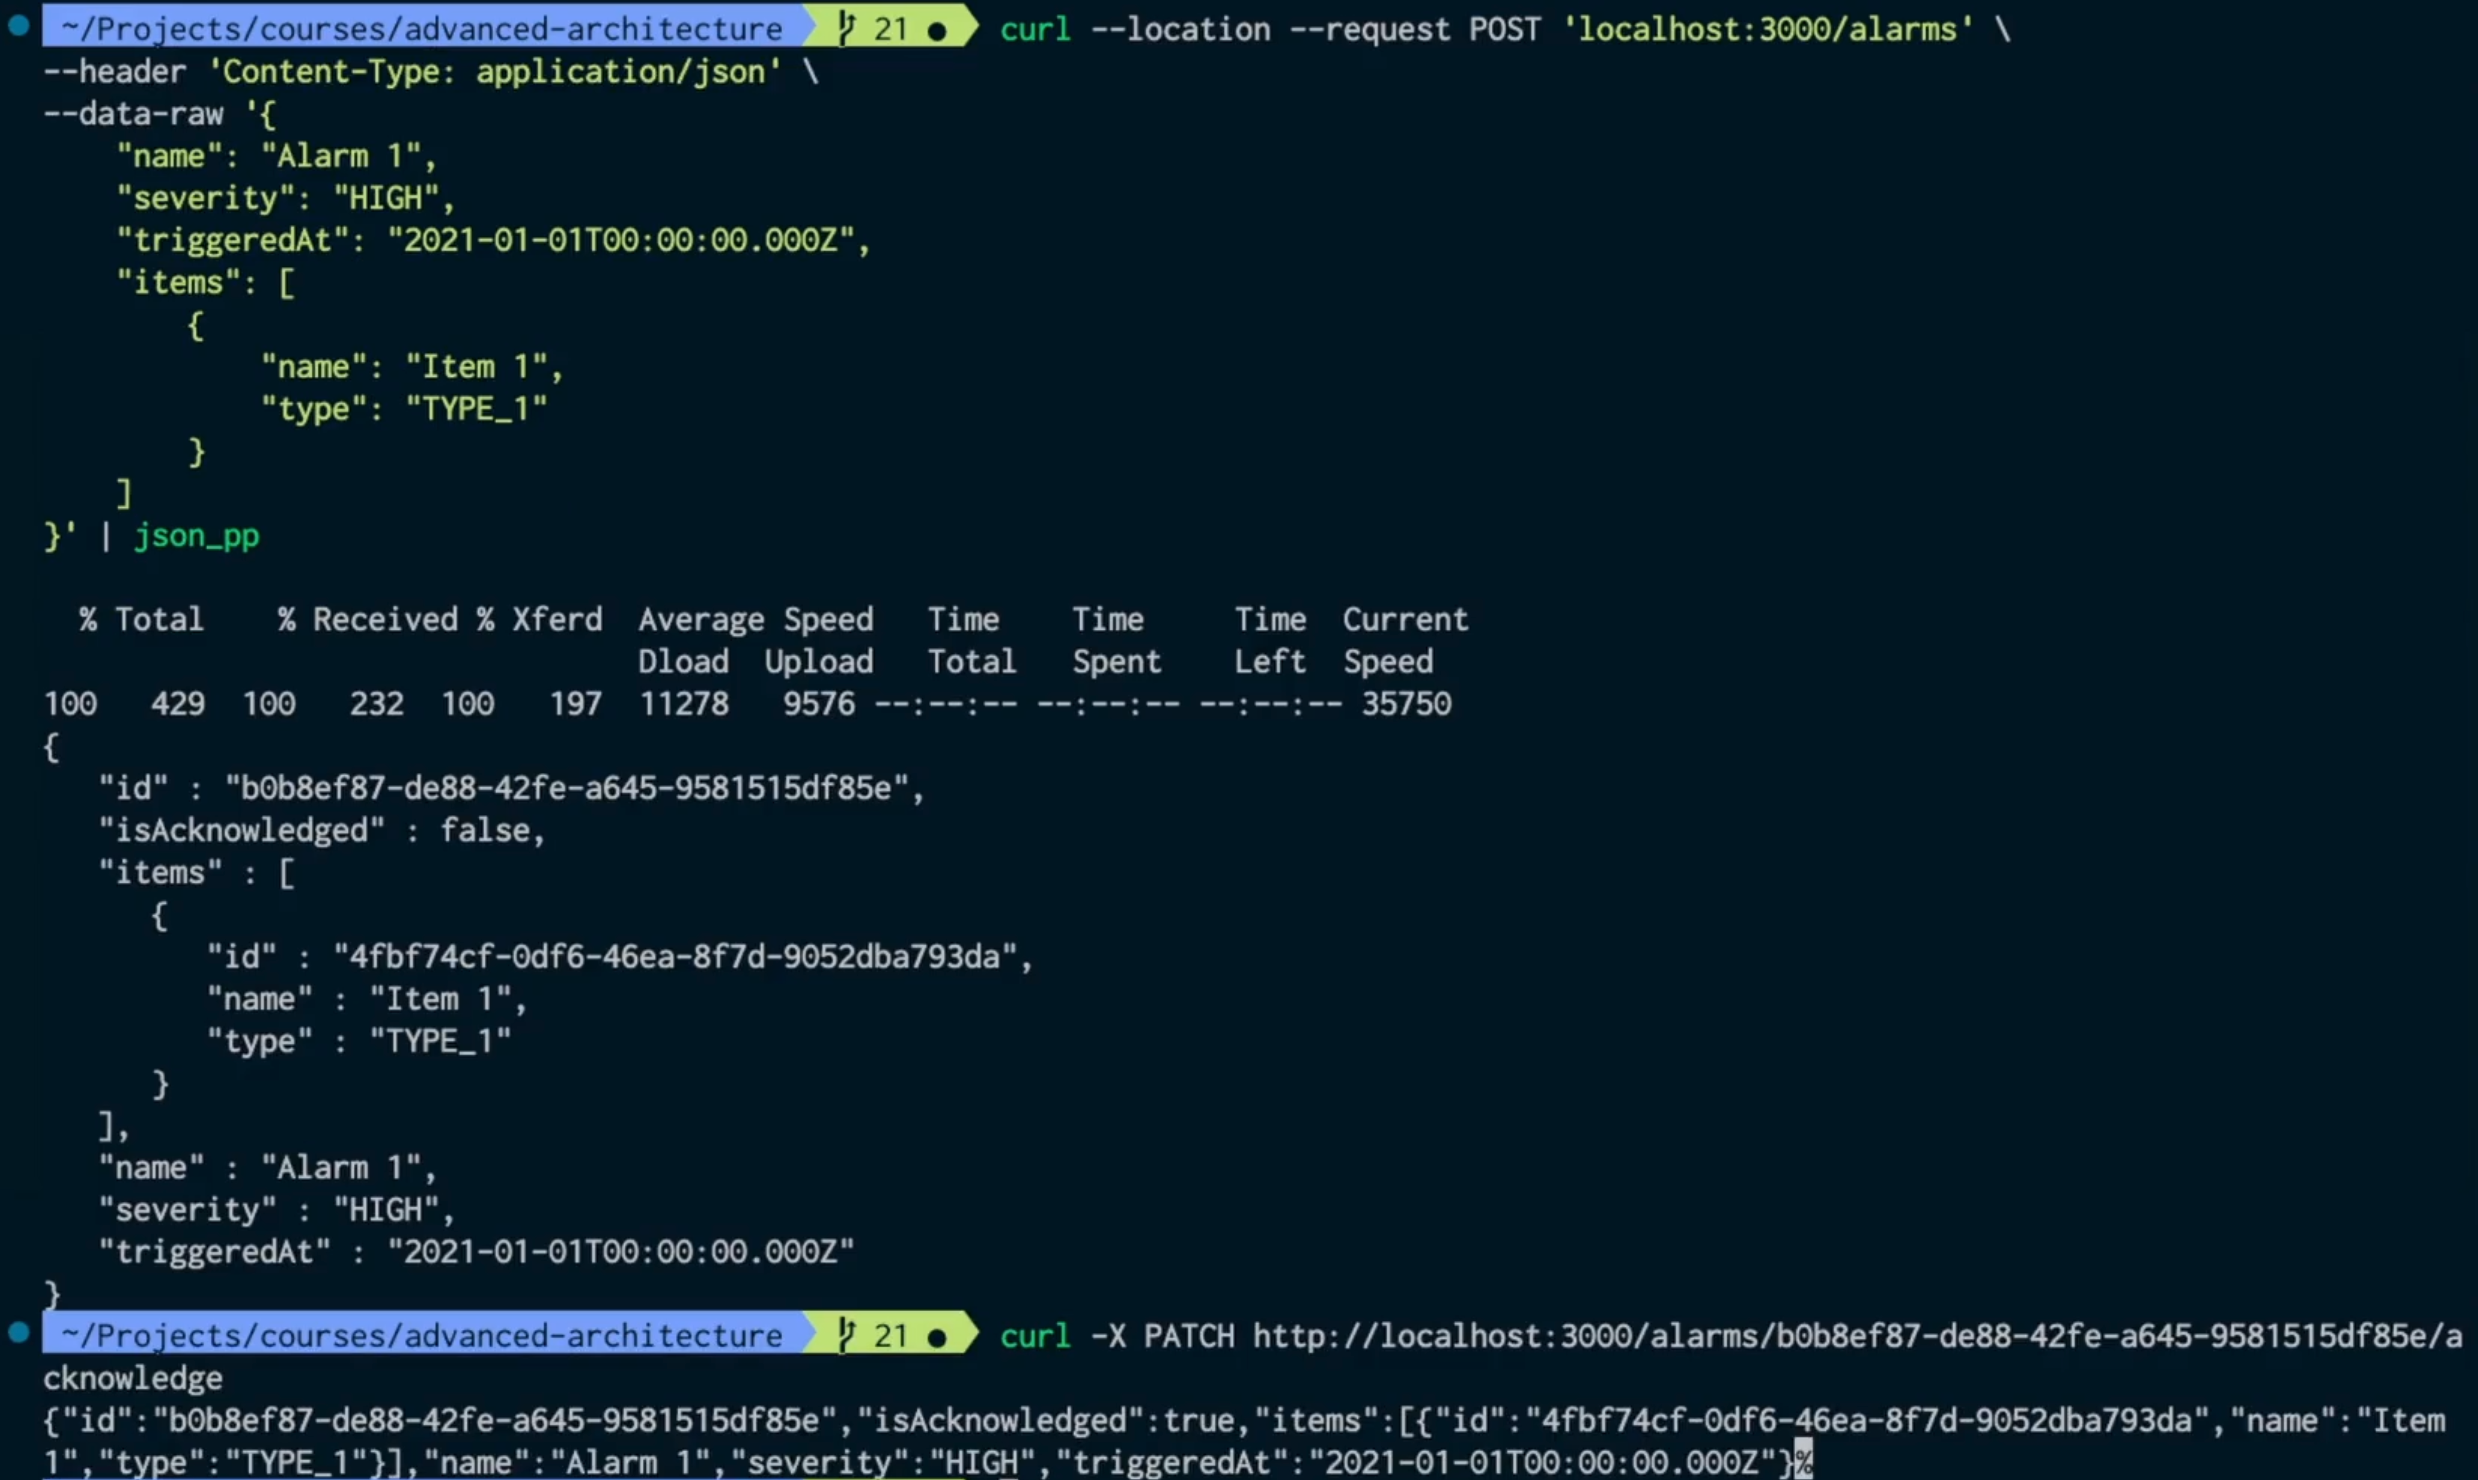 ~/Projects/courses/advanced-architecture 21 ● curl --location --request POST 'localhost:3000/alarms' \
--header 'Content-Type: application/json' \
--data-raw '{
    "name": "Alarm 1",
    "severity": "HIGH",
    "triggeredAt": "2021-01-01T00:00:00.000Z",
    "items": [
        {
            "name": "Item 1",
            "type": "TYPE_1"
        }
    ]
}' | json_pp
  % Total    % Received % Xferd  Average Speed   Time    Time     Time  Current
                                 Dload  Upload   Total   Spent    Left  Speed
100   429  100   232  100   197  11278   9576 --:--:-- --:--:-- --:--:-- 35750
{
   "id" : "b0b8ef87-de88-42fe-a645-9581515df85e",
   "isAcknowledged" : false,
   "items" : [
      {
         "id" : "4fbf74cf-0df6-46ea-8f7d-9052dba793da",
         "name" : "Item 1",
         "type" : "TYPE_1"
      }
   ],
   "name" : "Alarm 1",
   "severity" : "HIGH",
   "triggeredAt" : "2021-01-01T00:00:00.000Z"
}
~/Projects/courses/advanced-architecture 21 ● curl -X PATCH http://localhost:3000/alarms/b0b8ef87-de88-42fe-a645-9581515df85e/a
cknowledge
{"id":"b0b8ef87-de88-42fe-a645-9581515df85e","isAcknowledged":true,"items":[{"id":"4fbf74cf-0df6-46ea-8f7d-9052dba793da","name":"Item
1","type":"TYPE_1"}],"name":"Alarm 1","severity":"HIGH","triggeredAt":"2021-01-01T00:00:00.000Z"}%